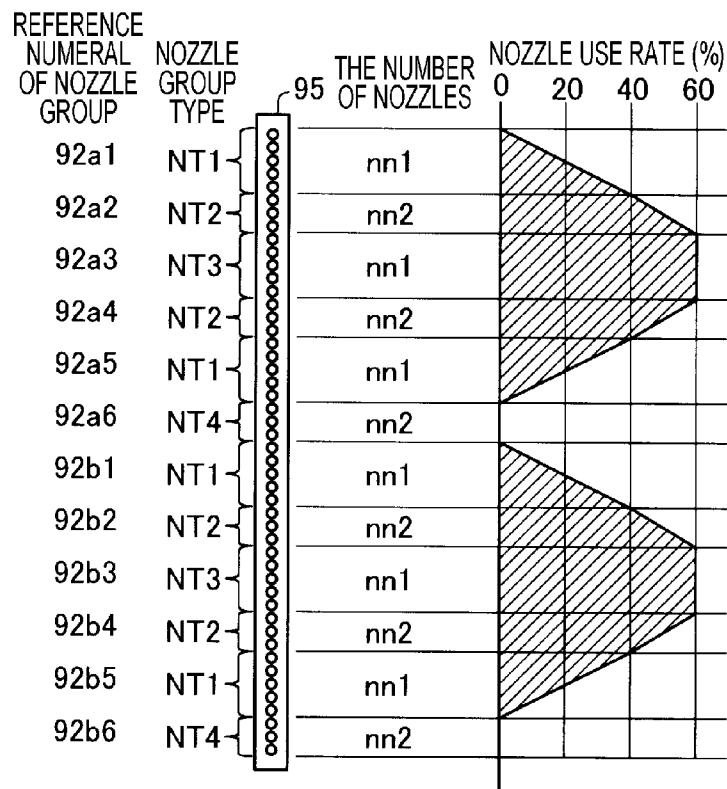 REFERENCE
NUMERAL
OF NOZZLE
GROUP
NOZZLE
GROUP
TYPE
95
THE NUMBER
OF NOZZLES
NOZZLE USE RATE (%)
0 20 40 60
92a1 NT1 nn1
92a2 NT2 nn2
92a3 NT3 nn1
92a4 NT2 nn2
92a5 NT1 nn1
92a6 NT4 nn2
92b1 NT1 nn1
92b2 NT2 nn2
92b3 NT3 nn1
92b4 NT2 nn2
92b5 NT1 nn1
92b6 NT4 nn2